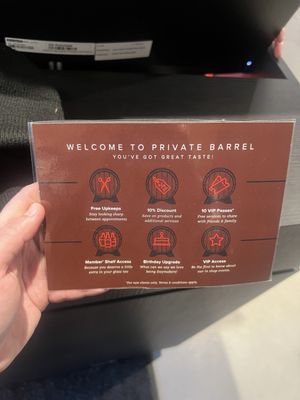 WELCOME TO PRIVATE BARREL
YOU'VE GOT GREAT TASTE!
Free Upkeeps
Stay looking sharp
between appointments
10% Discount
Save on products and
additional services
10 VIP Passes*
Free services to share
with friends & family
Member Shelf Access
Because you deserve a little
extra in your glass too
Birthday Upgrade
What can we say we love
being
VIP Access
Be the first to know about
our in shop events.
Terms & conditions apply.